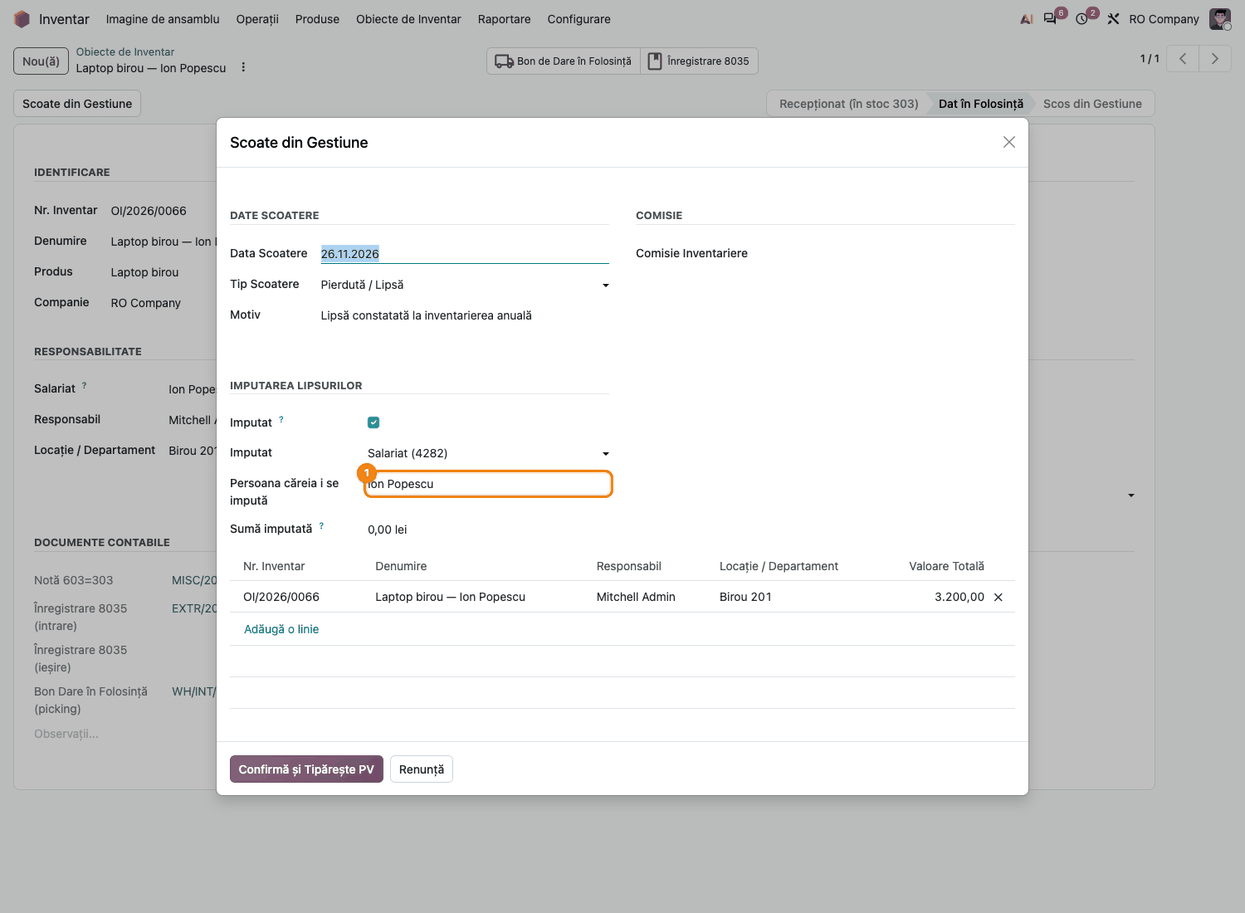 Inventar Imagine de ansamblu Operații Produse Obiecte de Inventar Raportare Configurare AI 6 2 RO Company
Nou(ă) Obiecte de Inventar
Laptop birou — Ion Popescu
Bon de Dare în Folosință Înregistrare 8035 1 / 1
Scoate din Gestiune Recepționat (în stoc 303) Dat în Folosință Scos din Gestiune
Scoate din Gestiune
IDENTIFICARE
Nr. Inventar OI/2026/0066
Denumire Laptop birou — Ion
Produs Laptop birou
Companie RO Company
RESPONSABILITATE
Salariat ? Ion Pope
Responsabil Mitchell
Locație / Departament Birou 201
DOCUMENTE CONTABILE
Notă 603=303 MISC/20
Înregistrare 8035 EXTR/20
(intrare)
Înregistrare 8035
(ieșire)
Bon Dare în Folosință WH/INT/
(picking)
Observații...
DATE SCOATERE COMISIE
Data Scoatere 26.11.2026 Comisie Inventariere
Tip Scoatere Pierdută / Lipsă
Motiv Lipsă constatată la inventarierea anuală
IMPUTAREA LIPSURILOR
Imputat ?
Imputat Salariat (4282)
1
Persoana căreia i se Ion Popescu
impută
Sumă imputată ? 0,00 lei
Nr. Inventar Denumire Responsabil Locație / Departament Valoare Totală
OI/2026/0066 Laptop birou — Ion Popescu Mitchell Admin Birou 201 3.200,00
Adăugă o linie
Confirmă și Tipărește PV Renunță